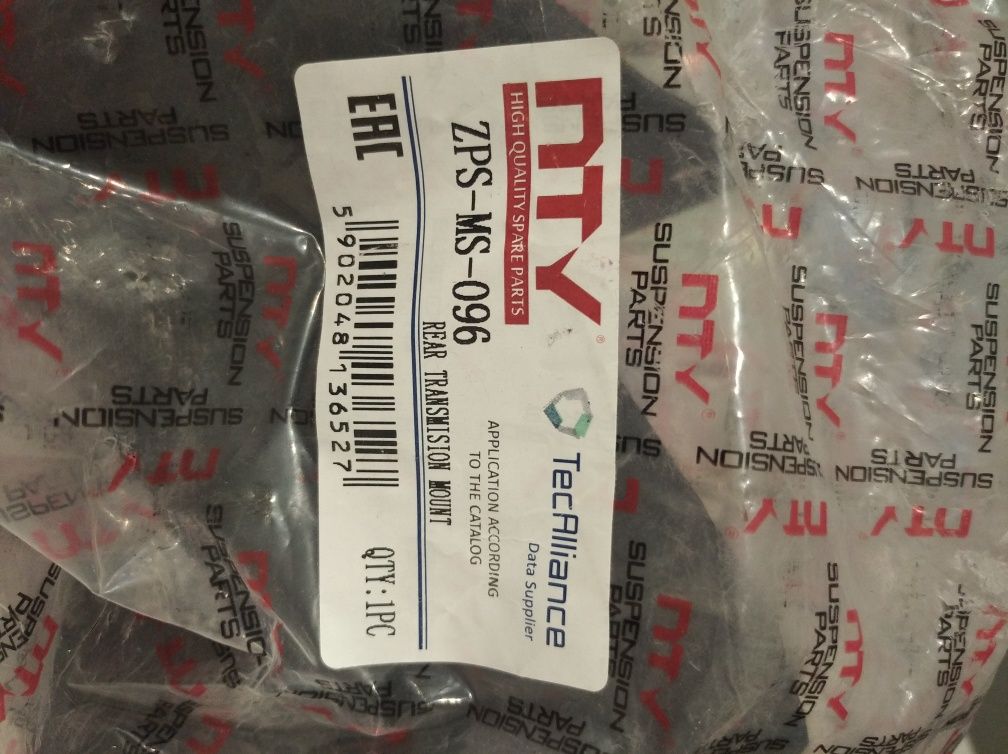 NTY®
HIGH QUALITY SPARE PARTS
TecAlliance
Data Supplier
ZPS-MS-096
APPLICATION ACCORDING
TO THE CATALOG
REAR TRANSMISION MOUNT
EAC
5 902048 136527
QTY:1PC
NTY
SUSPENSION
PARTS